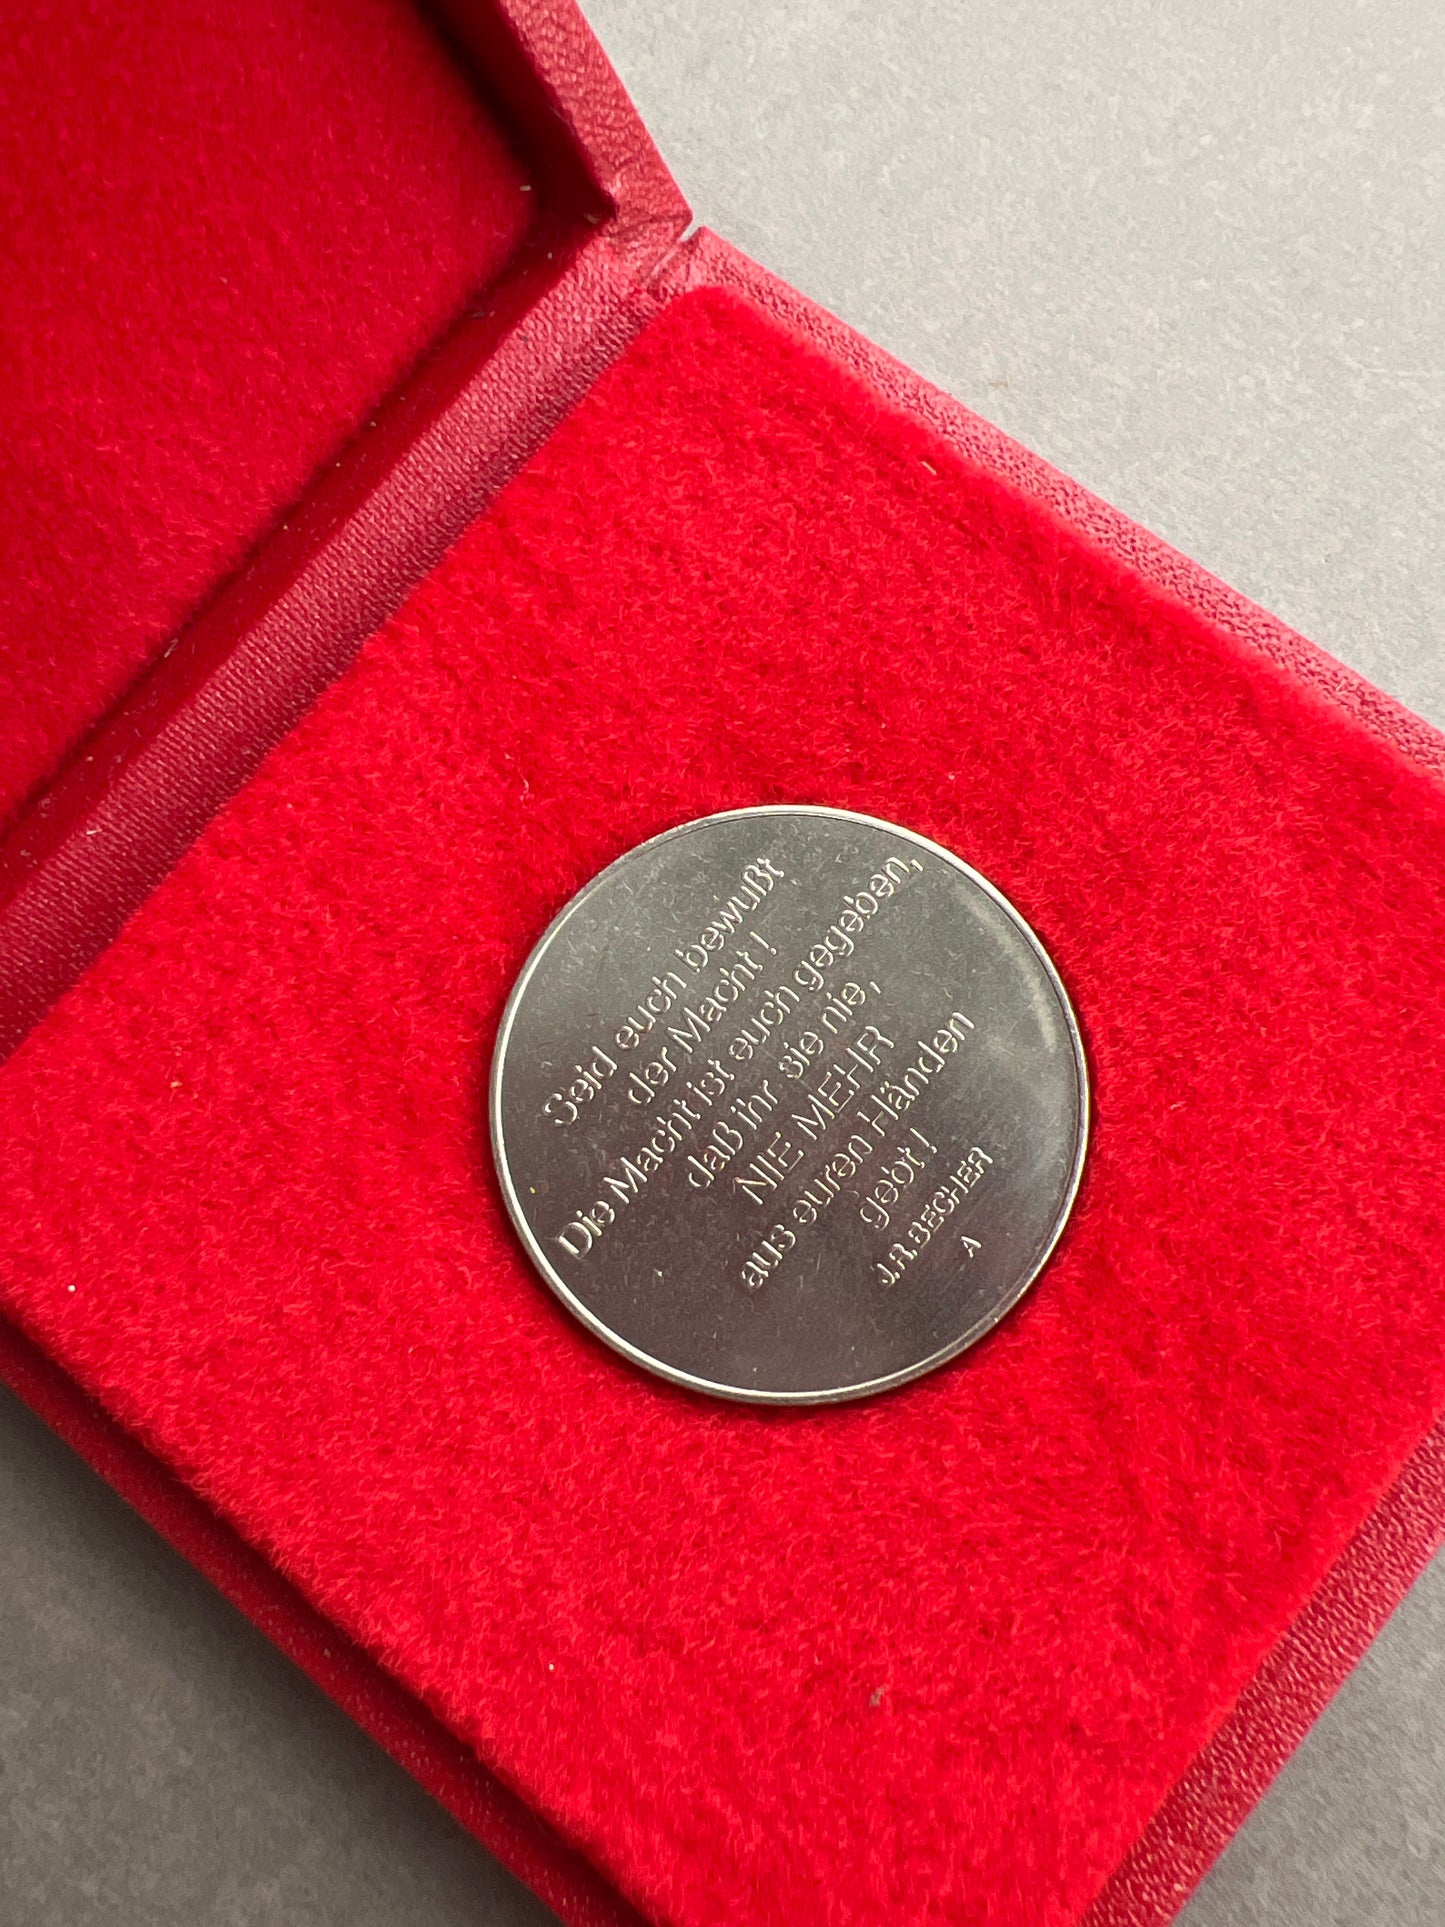 Seid euch bewußt
der Macht !
Die Macht ist euch gegeben,
daß ihr sie nie,
NIE MEHR
aus euren Händen
gebt !
J.R.BECHER
A